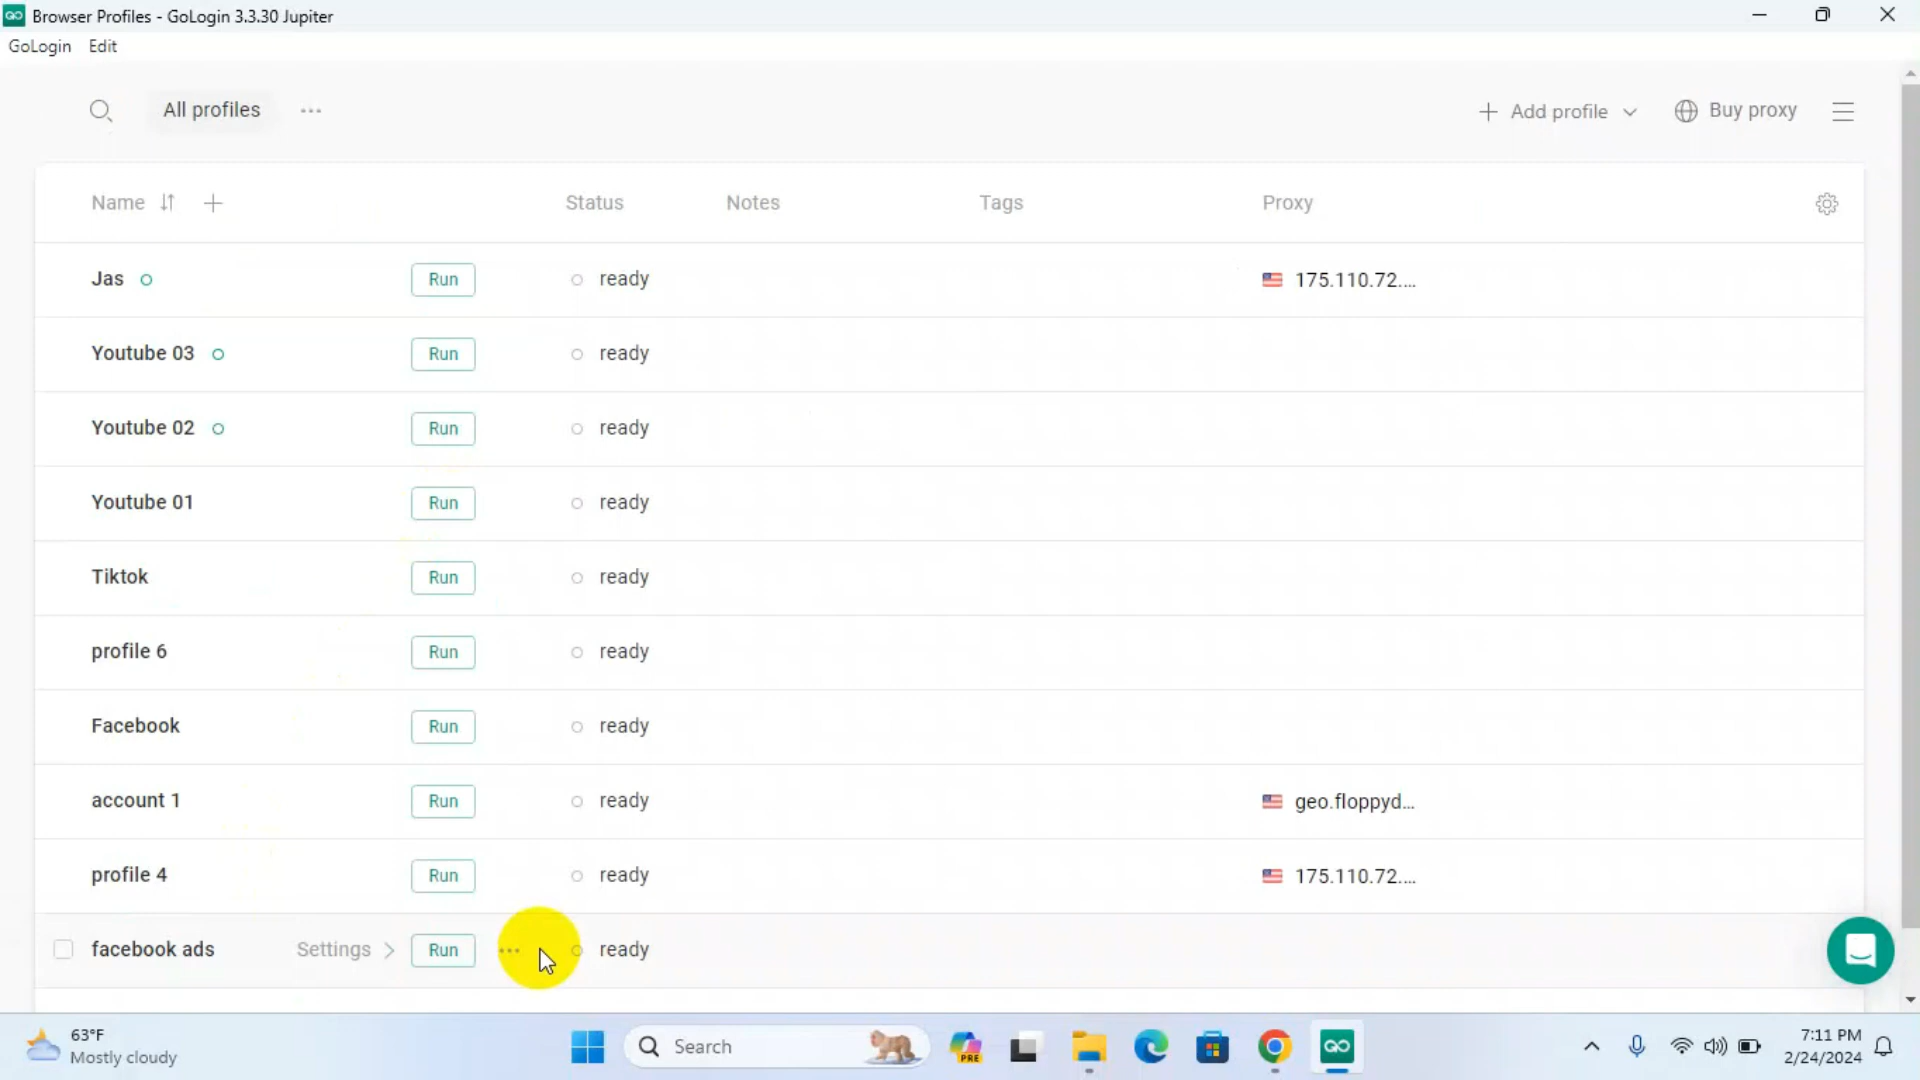 Browser Profiles - GoLogin 3.3.30 Jupiter
GoLogin Edit
All profiles ··· Add profile Buy proxy
Name Status Notes Tags Proxy
Jas Run ready 175.110.72....
Youtube 03 Run ready
Youtube 02 Run ready
Youtube 01 Run ready
Tiktok Run ready
profile 6 Run ready
Facebook Run ready
account 1 Run ready geo.floppyd...
profile 4 Run ready 175.110.72....
facebook ads Settings > Run ··· ready
63°F
Mostly cloudy
Search
PRE
GO
7:11 PM
2/24/2024